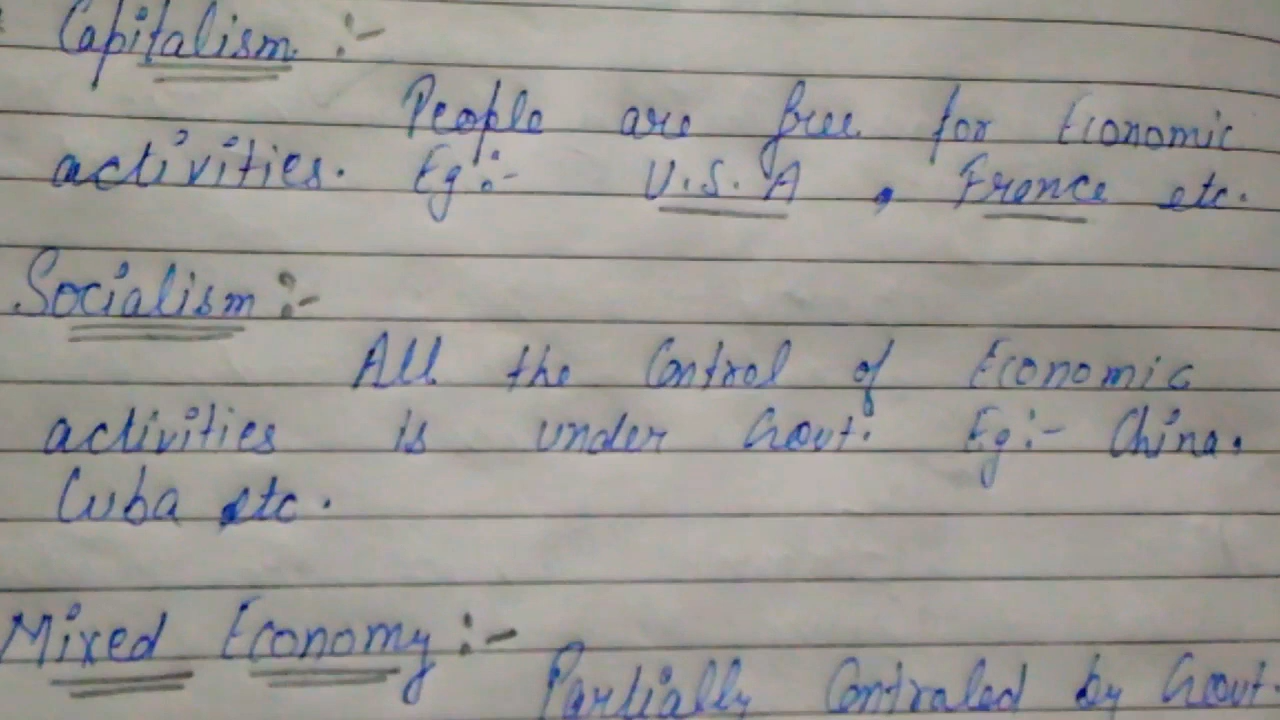 Capitalism :-
People are free for Economic
activities. Eg :- U.S.A , France etc.
Socialism :-
All the Control of Economic
activities is under Govt. Eg :- China,
Cuba etc.
Mixed Economy :-
Partially Controled by Govt.